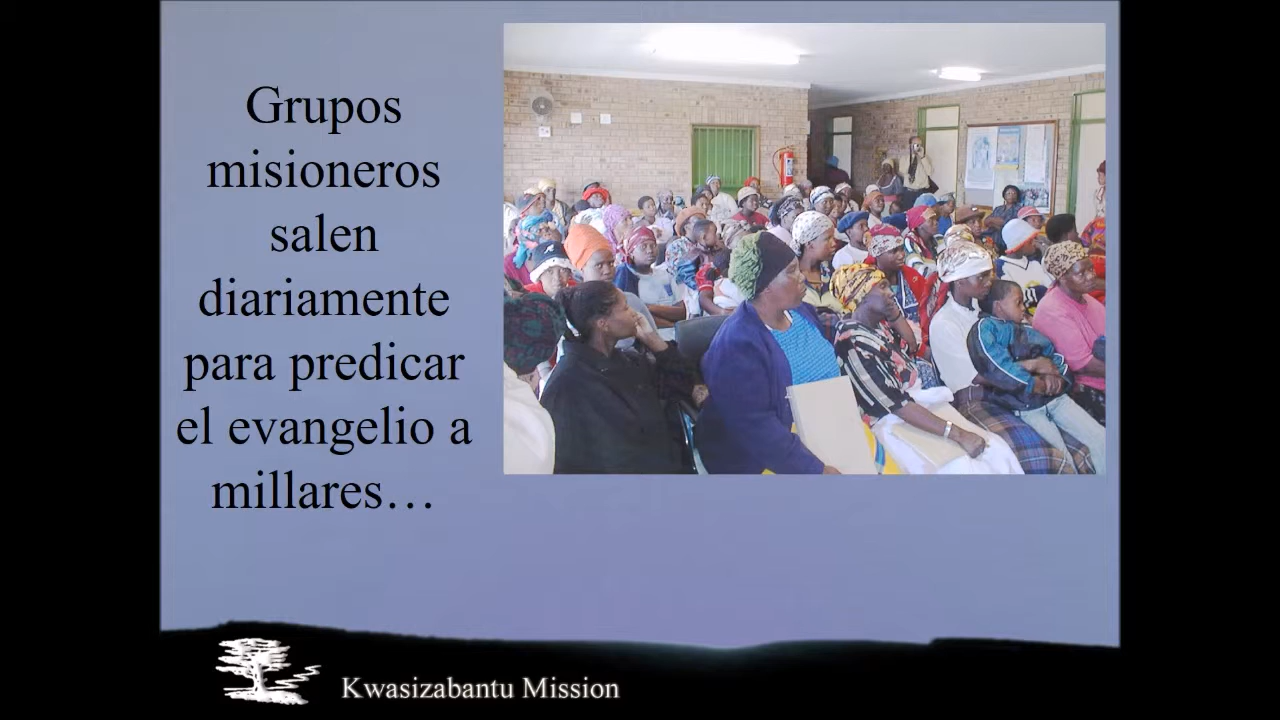 Grupos
misioneros
salen
diariamente
para predicar
el evangelio a
millares…
Kwasizabantu Mission